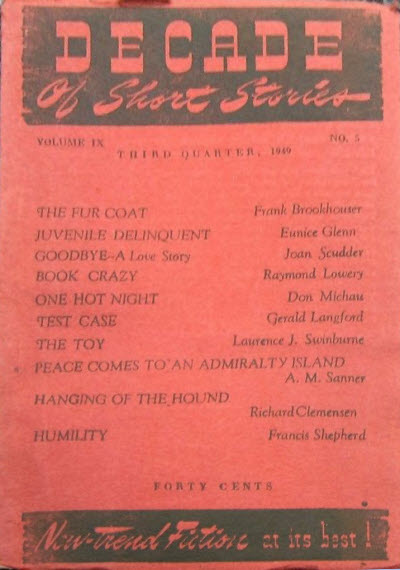 DECADE
Of Short Stories
VOLUME IX NO. 5
THIRD QUARTER, 1949
THE FUR COAT Frank Brookhouser
JUVENILE DELINQUENT Eunice Glenn
GOODBYE--A Love Story Joan Scudder
BOOK CRAZY Raymond Lowery
ONE HOT NIGHT Don Michau
TEST CASE Gerald Langford
THE TOY Laurence J. Swinburne
PEACE COMES TO AN ADMIRALTY ISLAND
A. M. Sanner
HANGING OF THE HOUND
Richard Clemensen
HUMILITY Francis Shepherd
FORTY CENTS
New-trend Fiction at its best!